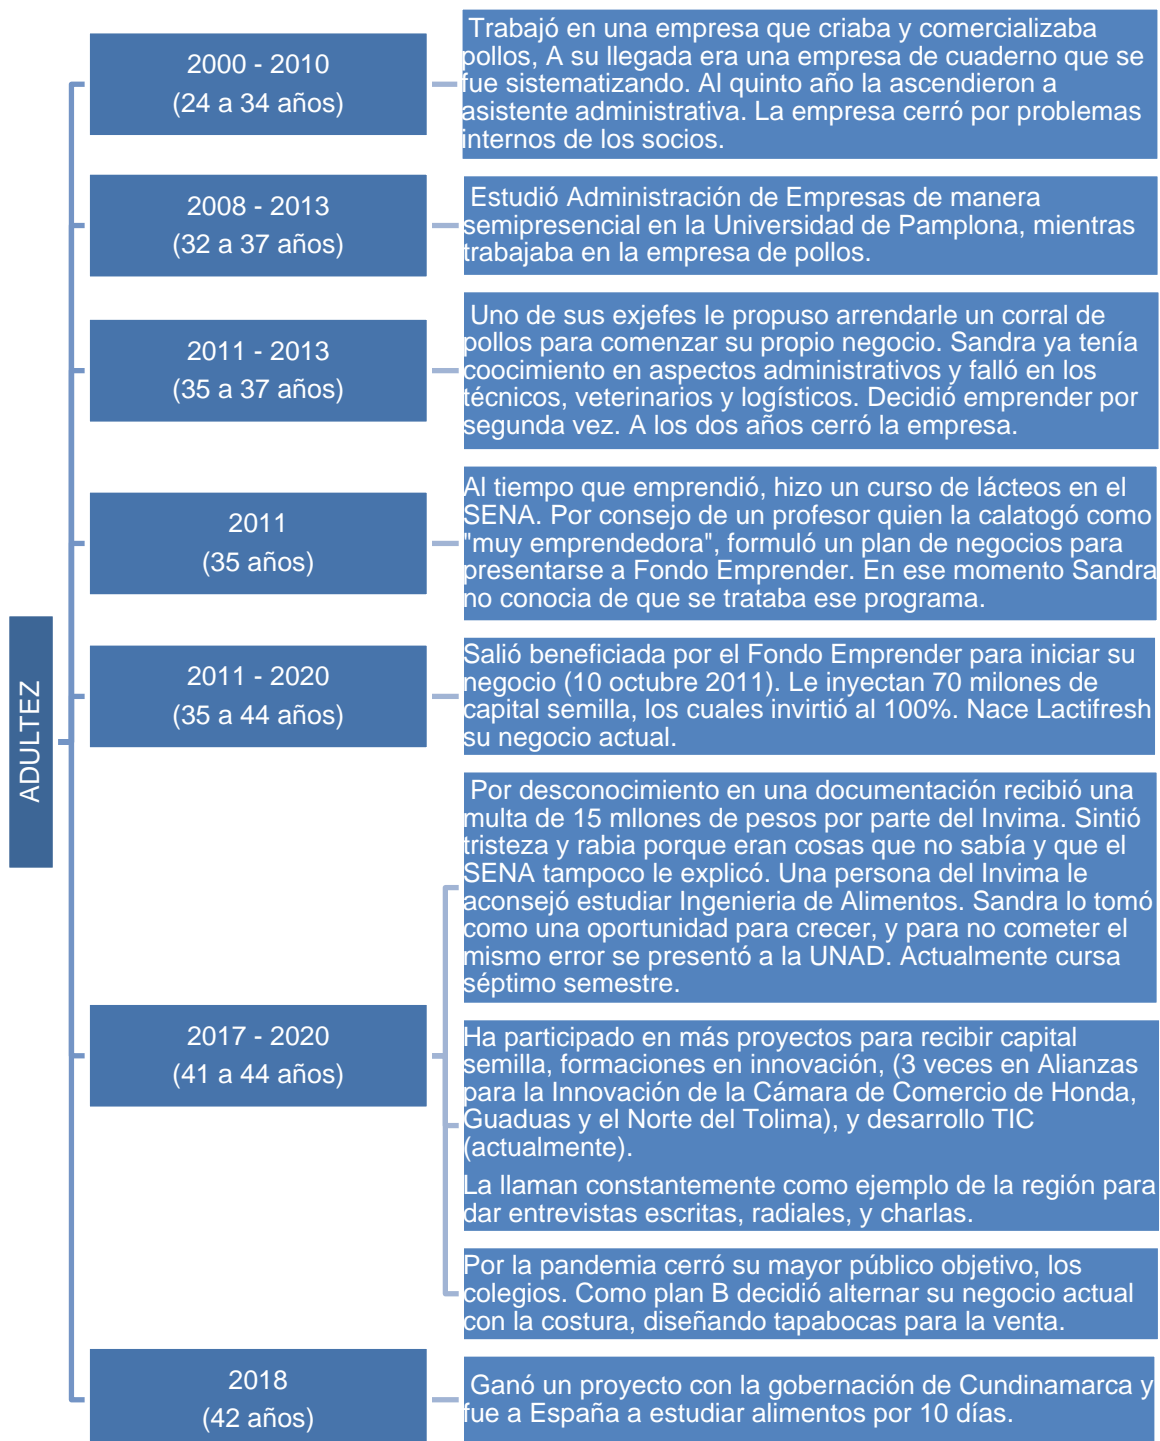 ADULTEZ
2000 - 2010
(24 a 34 años)
Trabajó en una empresa que criaba y comercializaba
pollos, A su llegada era una empresa de cuaderno que se
fue sistematizando. Al quinto año la ascendieron a
asistente administrativa. La empresa cerró por problemas
internos de los socios.
2008 - 2013
(32 a 37 años)
Estudió Administración de Empresas de manera
semipresencial en la Universidad de Pamplona, mientras
trabajaba en la empresa de pollos.
2011 - 2013
(35 a 37 años)
Uno de sus exjefes le propuso arrendarle un corral de
pollos para comenzar su propio negocio. Sandra ya tenía
coocimiento en aspectos administrativos y falló en los
técnicos, veterinarios y logísticos. Decidió emprender por
segunda vez. A los dos años cerró la empresa.
2011
(35 años)
Al tiempo que emprendió, hizo un curso de lácteos en el
SENA. Por consejo de un profesor quien la calatogó como
"muy emprendedora", formuló un plan de negocios para
presentarse a Fondo Emprender. En ese momento Sandra
no conocia de que se trataba ese programa.
2011 - 2020
(35 a 44 años)
Salió beneficiada por el Fondo Emprender para iniciar su
negocio (10 octubre 2011). Le inyectan 70 milones de
capital semilla, los cuales invirtió al 100%. Nace Lactifresh
su negocio actual.
2017 - 2020
(41 a 44 años)
Por desconocimiento en una documentación recibió una
multa de 15 mllones de pesos por parte del Invima. Sintió
tristeza y rabia porque eran cosas que no sabía y que el
SENA tampoco le explicó. Una persona del Invima le
aconsejó estudiar Ingenieria de Alimentos. Sandra lo tomó
como una oportunidad para crecer, y para no cometer el
mismo error se presentó a la UNAD. Actualmente cursa
séptimo semestre.
Ha participado en más proyectos para recibir capital
semilla, formaciones en innovación, (3 veces en Alianzas
para la Innovación de la Cámara de Comercio de Honda,
Guaduas y el Norte del Tolima), y desarrollo TIC
(actualmente).
La llaman constantemente como ejemplo de la región para
dar entrevistas escritas, radiales, y charlas.
Por la pandemia cerró su mayor público objetivo, los
colegios. Como plan B decidió alternar su negocio actual
con la costura, diseñando tapabocas para la venta.
2018
(42 años)
Ganó un proyecto con la gobernación de Cundinamarca y
fue a España a estudiar alimentos por 10 días.